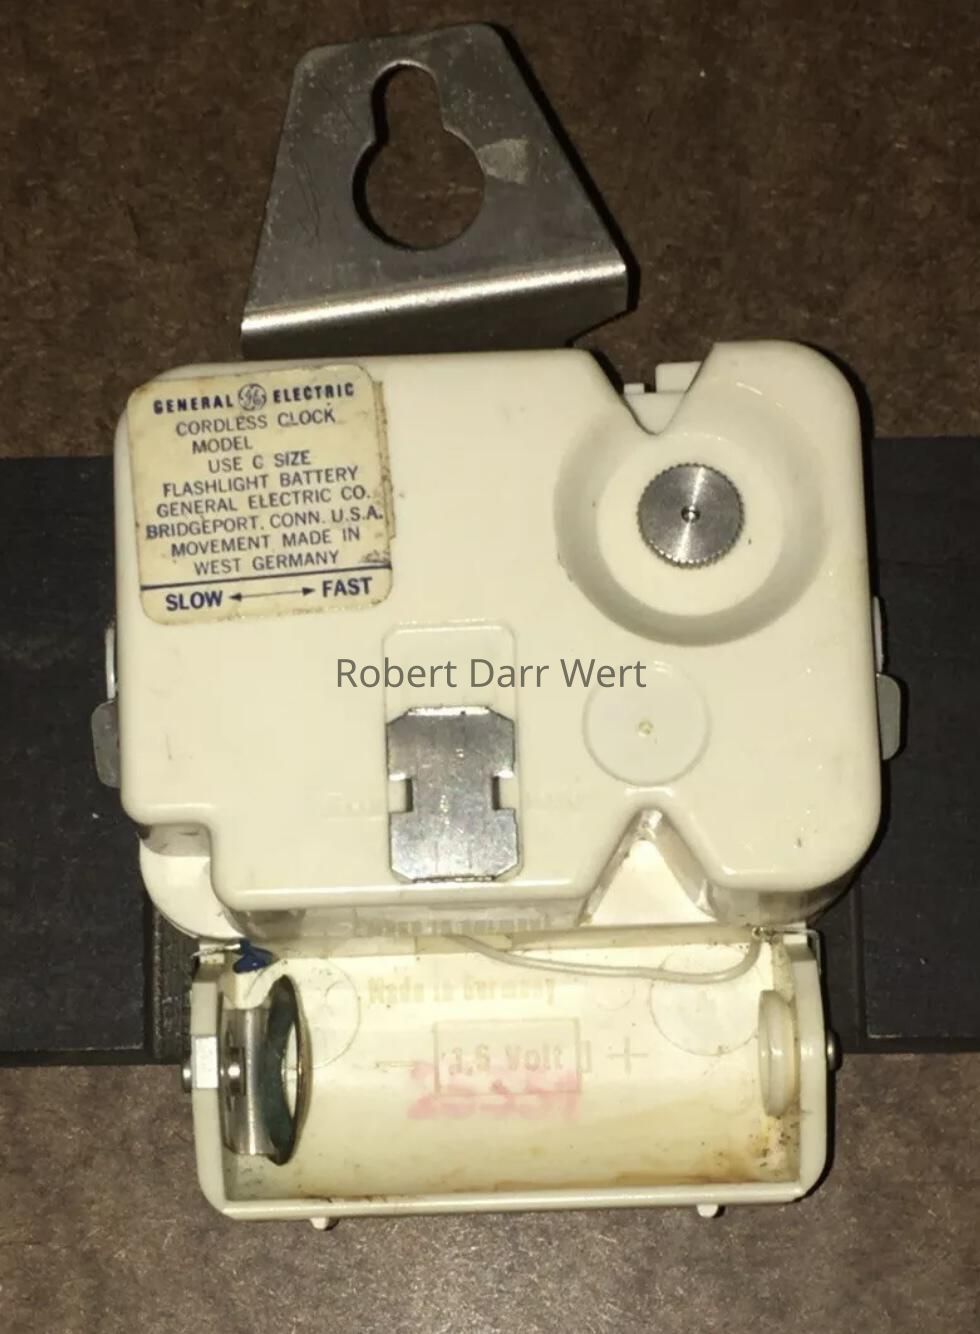 GENERAL GE ELECTRIC
CORDLESS CLOCK
MODEL
USE C SIZE
FLASHLIGHT BATTERY
GENERAL ELECTRIC CO.
BRIDGEPORT, CONN. U.S.A.
MOVEMENT MADE IN
WEST GERMANY
SLOW FAST
Robert Darr Wert
Made in Germany
- 1,5 Volt +